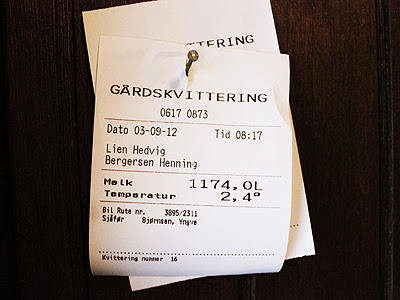 TTERING
GÅRDSKVITTERING
0617 0873
Dato 03-09-12 Tid 08:17
Lien Hedvig
Bergersen Henning
Melk 1174,0L
Temperatur 2,4°
Bil Rute nr. 3895/2311
Sjåfør Bjørnsen, Yngve
Kvittering nummer 16